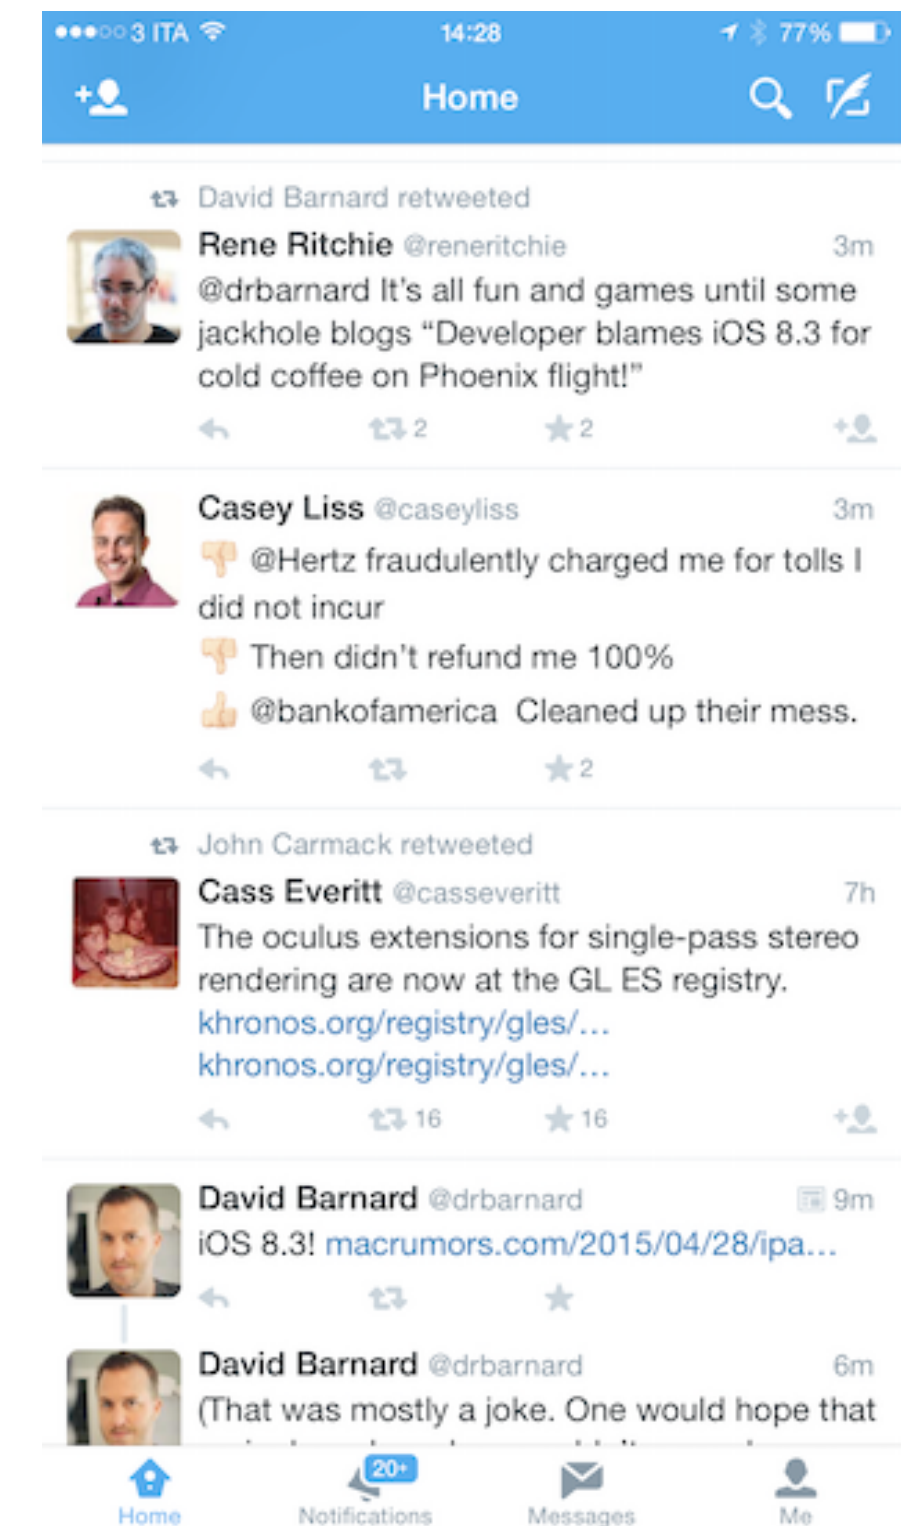 3 ITA 14:28 77%
Home
David Barnard retweeted
Rene Ritchie @reneritchie 3m
@drbarnard It's all fun and games until some
jackhole blogs “Developer blames iOS 8.3 for
cold coffee on Phoenix flight!”
2 2
Casey Liss @caseyliss 3m
👎 @Hertz fraudulently charged me for tolls I
did not incur
👎 Then didn't refund me 100%
👍 @bankofamerica Cleaned up their mess.
2
John Carmack retweeted
Cass Everitt @casseveritt 7h
The oculus extensions for single-pass stereo
rendering are now at the GL ES registry.
khronos.org/registry/gles/…
khronos.org/registry/gles/…
16 16
David Barnard @drbarnard 9m
iOS 8.3! macrumors.com/2015/04/28/ipa…
David Barnard @drbarnard 6m
(That was mostly a joke. One would hope that
20+
Home Notifications Messages Me